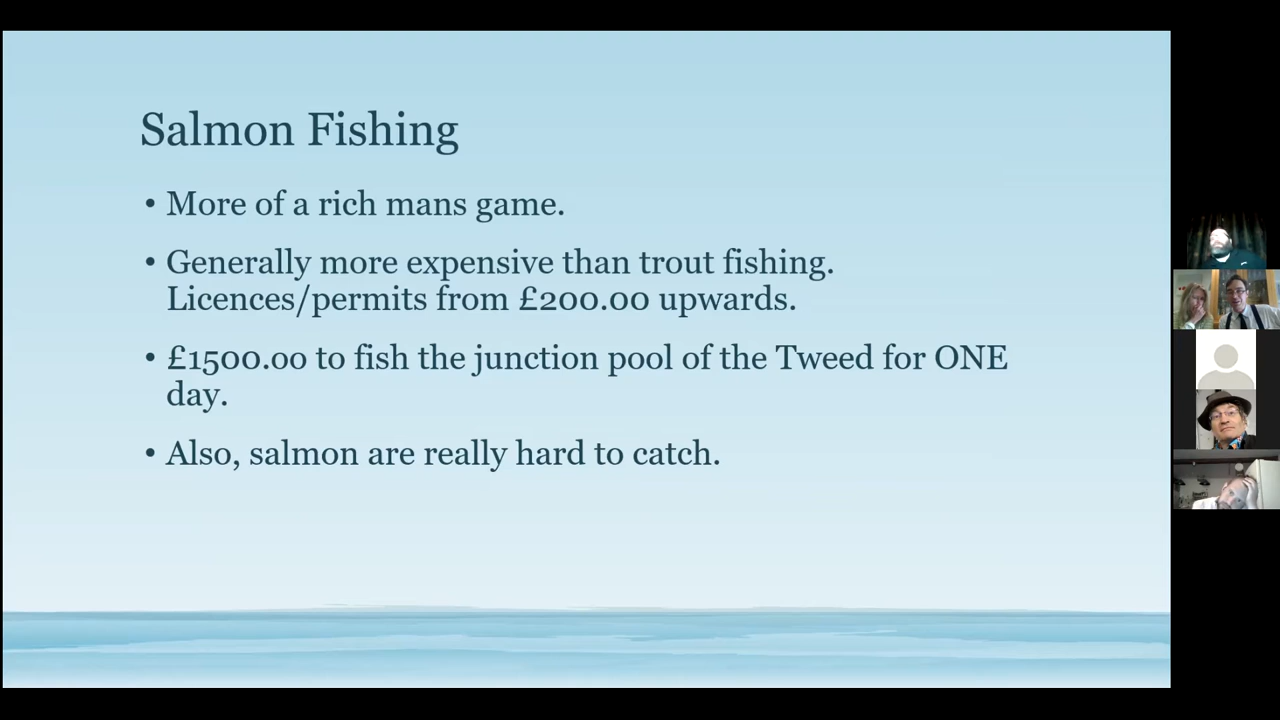 Salmon Fishing
• More of a rich mans game.
• Generally more expensive than trout fishing.
Licences/permits from £200.00 upwards.
• £1500.oo to fish the junction pool of the Tweed for ONE
day.
• Also, salmon are really hard to catch.